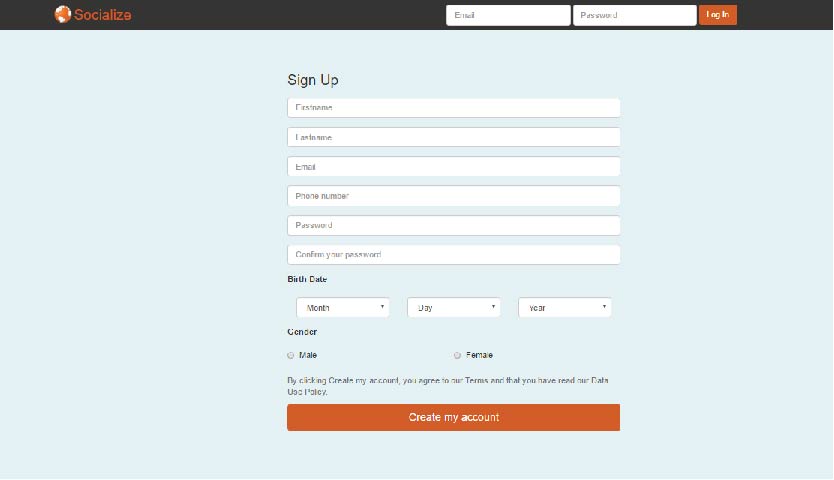 Socialize Email Password Log In
Sign Up
Firstname
Lastname
Email
Phone number
Password
Confirm your password
Birth Date
Month Day Year
Gender
Male Female
By clicking Create my account, you agree to our Terms and that you have read our Data
Use Policy.
Create my account